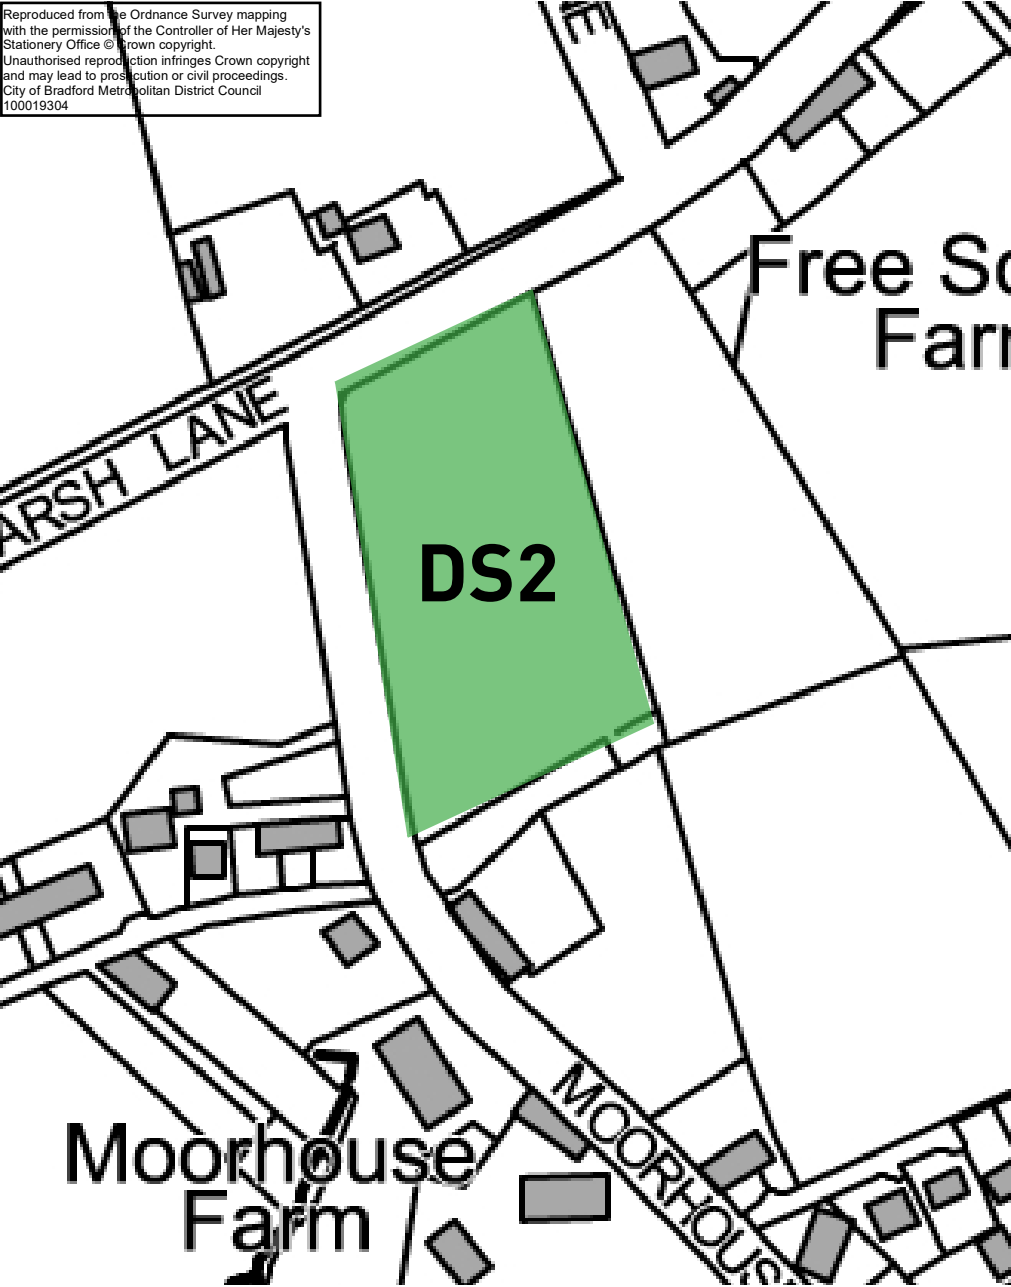 Reproduced from the Ordnance Survey mapping
with the permission of the Controller of Her Majesty's
Stationery Office © Crown copyright.
Unauthorised reproduction infringes Crown copyright
and may lead to prosecution or civil proceedings.
City of Bradford Metropolitan District Council
100019304
NE
Free Sc
Farr
ARSH LANE
DS2
MOORHOUS
Moorhouse
Farm